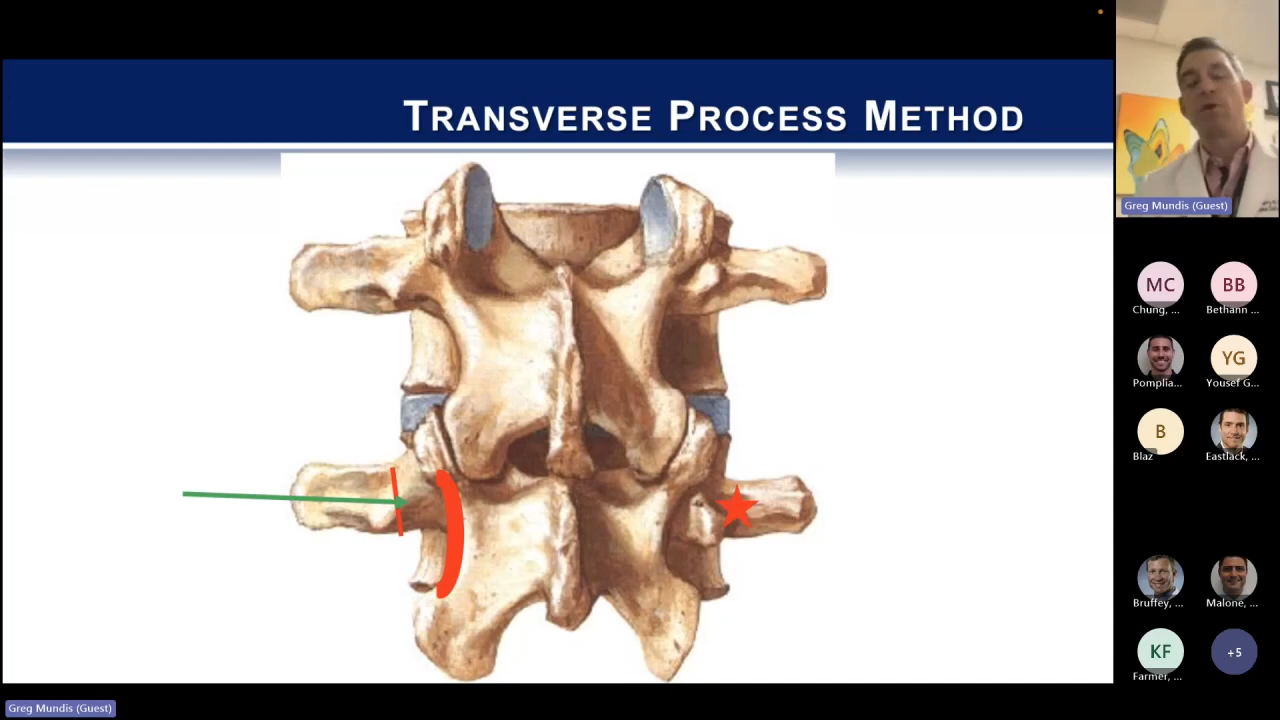 TRANSVERSE PROCESS METHOD
Greg Mundis (Guest)
MC
BB
Chung, ...
Bethann ...
YG
Pomplia...
Yousef G...
B
Blaz
Eastlack, ...
Bruffey, ...
Malone, ...
KF
+5
Farmer, ...
Greg Mundis (Guest)